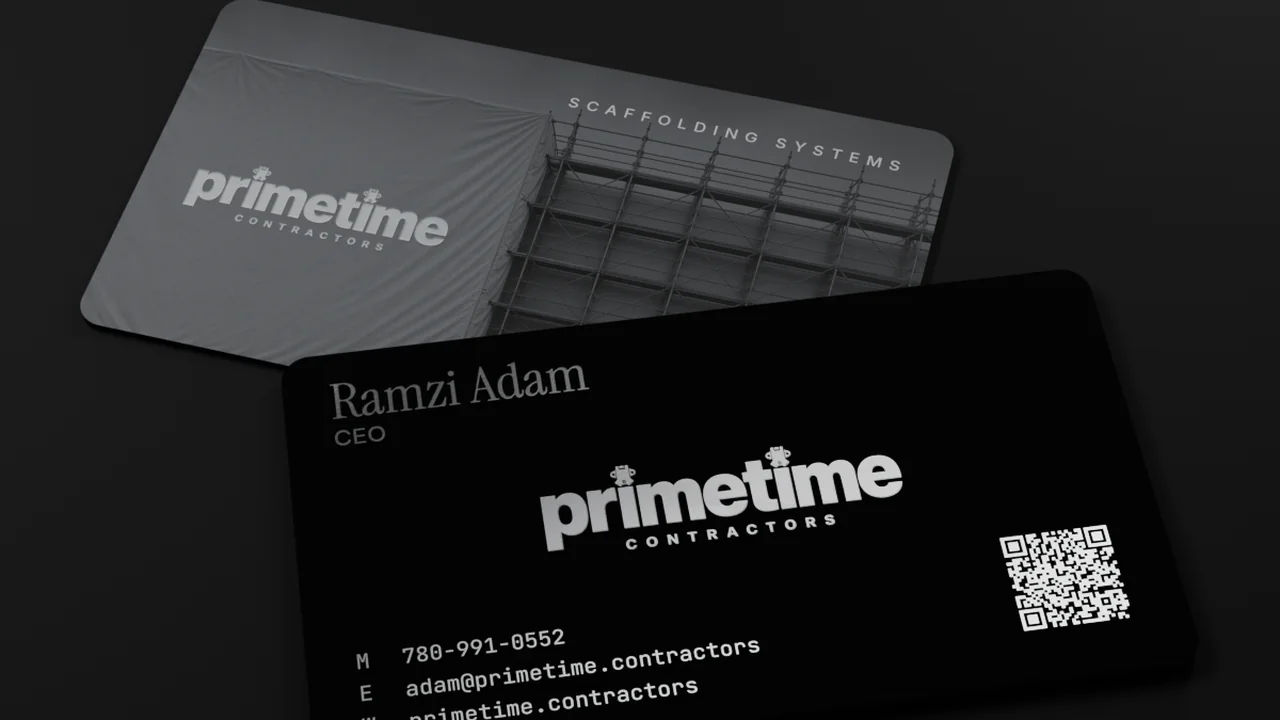 SCAFFOLDING SYSTEMS
primetime
CONTRACTORS
Ramzi Adam
CEO
primetime
CONTRACTORS
M 780-991-0552
E adam@primetime.contractors
W primetime.contractors